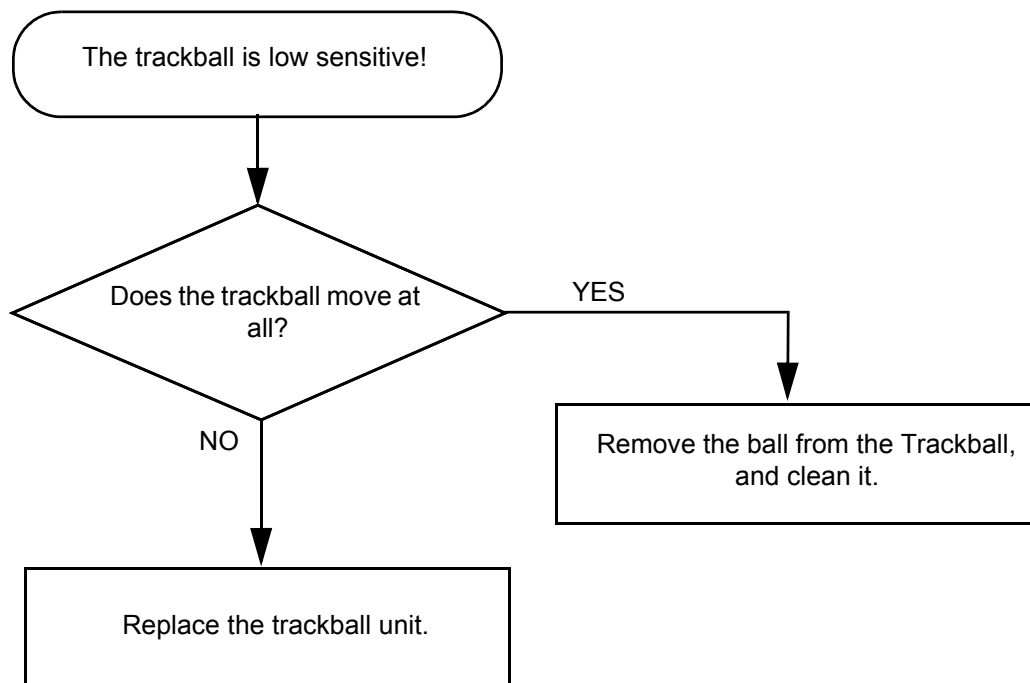 The trackball is low sensitive!
Does the trackball move at
all?
YES
NO
Remove the ball from the Trackball,
and clean it.
Replace the trackball unit.